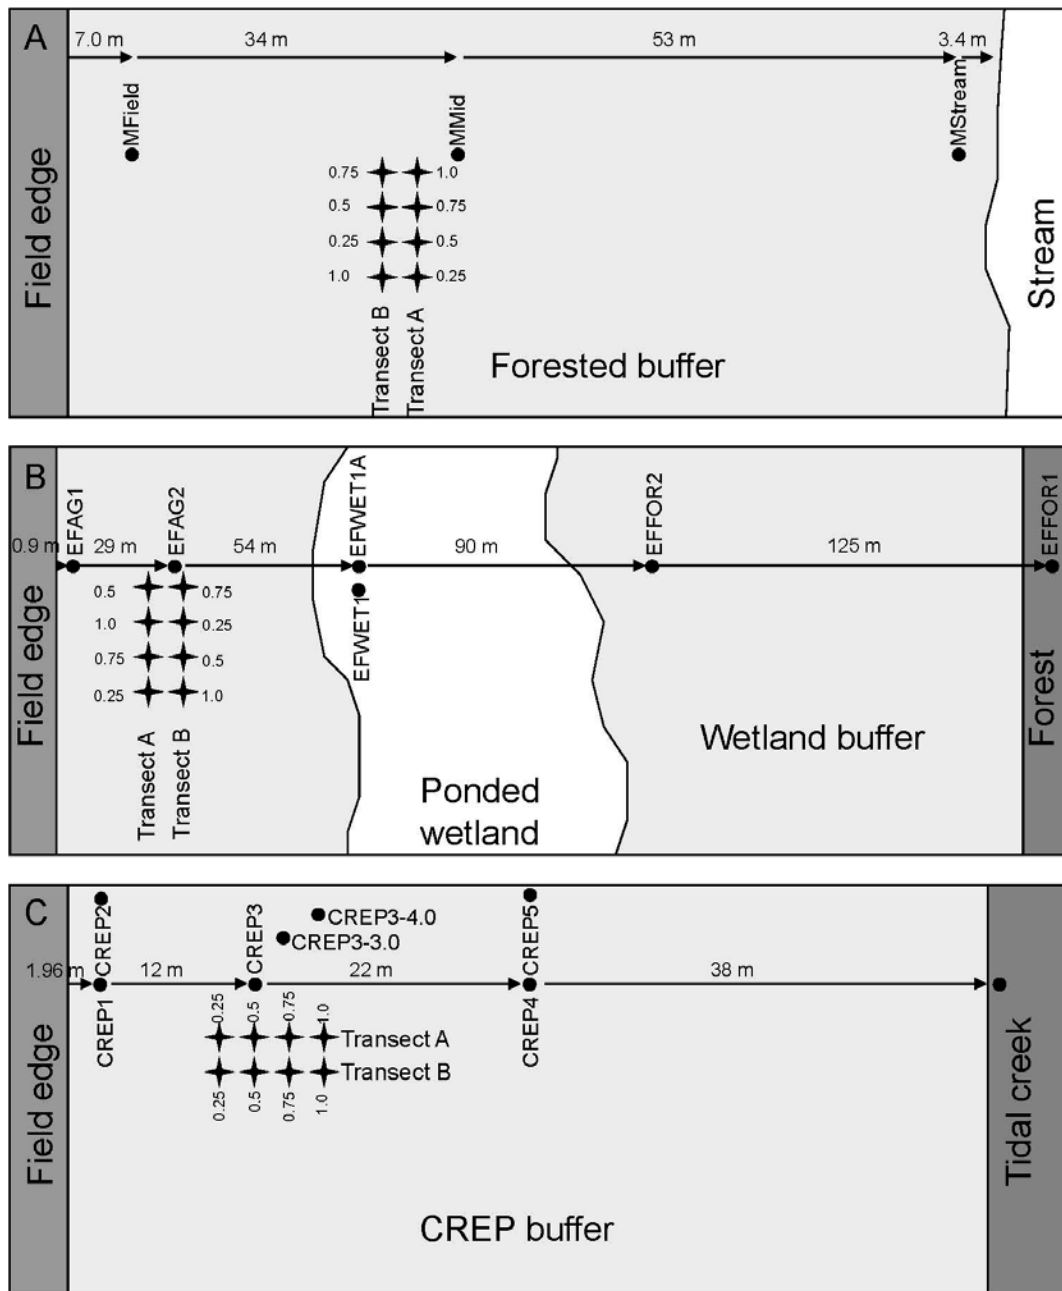 A
7.0 m
34 m
53 m
3.4 m
MField
MMid
MStream
0.75
1.0
0.5
0.75
0.25
0.5
1.0
0.25
Transect B
Transect A
Field edge
Forested buffer
Stream
B
0.9 m
EFAG1
29 m
EFAG2
54 m
EFWET1A
90 m
EFFOR2
125 m
EFFOR1
EFWET1
0.5
0.75
1.0
0.25
0.75
0.5
0.25
1.0
Transect A
Transect B
Field edge
Ponded
wetland
Wetland buffer
Forest
C
CREP2
CREP3
CREP3-4.0
CREP3-3.0
CREP5
1.96 m
12 m
22 m
38 m
CREP1
CREP4
0.25
0.5
0.75
1.0
Transect A
Transect B
0.25
0.5
0.75
1.0
Field edge
CREP buffer
Tidal creek